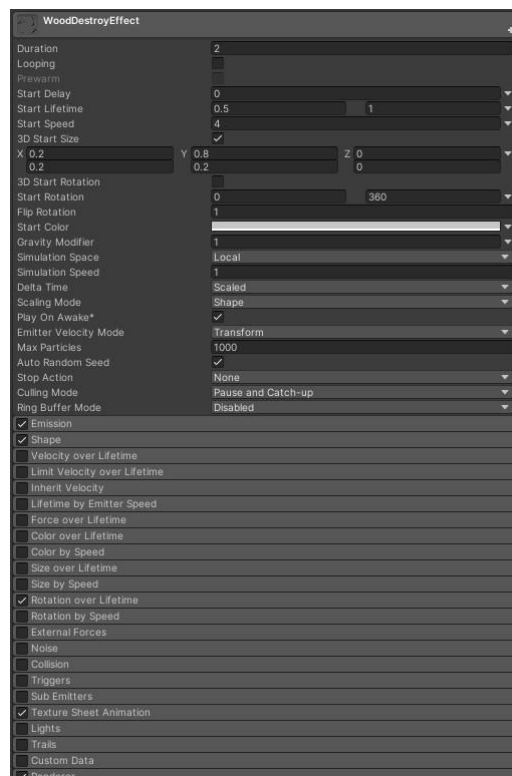 WoodDestroyEffect
Duration 2
Looping
Prewarm
Start Delay 0
Start Lifetime 0.5 1
Start Speed 4
3D Start Size
X 0.2 Y 0.8 Z 0
0.2 0.2 0
3D Start Rotation
Start Rotation 0 360
Flip Rotation 1
Start Color
Gravity Modifier 1
Simulation Space Local
Simulation Speed 1
Delta Time Scaled
Scaling Mode Shape
Play On Awake*
Emitter Velocity Mode Transform
Max Particles 1000
Auto Random Seed
Stop Action None
Culling Mode Pause and Catch-up
Ring Buffer Mode Disabled
Emission
Shape
Velocity over Lifetime
Limit Velocity over Lifetime
Inherit Velocity
Lifetime by Emitter Speed
Force over Lifetime
Color over Lifetime
Color by Speed
Size over Lifetime
Size by Speed
Rotation over Lifetime
Rotation by Speed
External Forces
Noise
Collision
Triggers
Sub Emitters
Texture Sheet Animation
Lights
Trails
Custom Data
Renderer